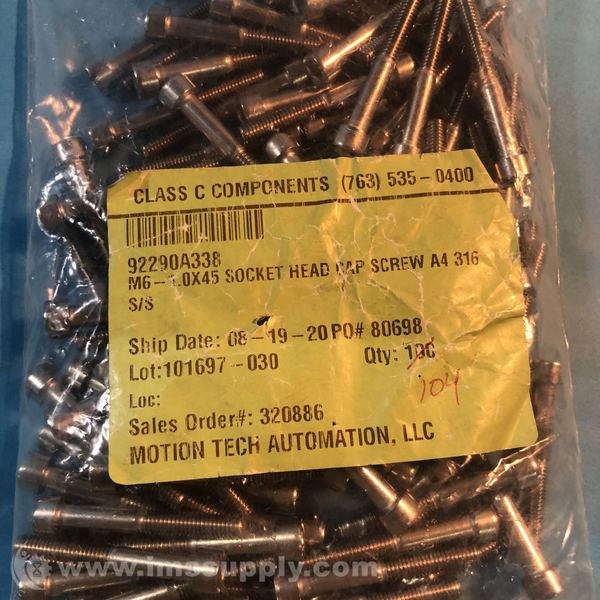 CLASS C COMPONENTS (763) 535-0400
92290A338
M6-1.0X45 SOCKET HEAD CAP SCREW A4 316
S/S
Ship Date: 08-19-20 PO# 80698
Lot: 101697-030 Qty: 100
104
Loc:
Sales Order#: 320886
MOTION TECH AUTOMATION, LLC
www.imssupply.com